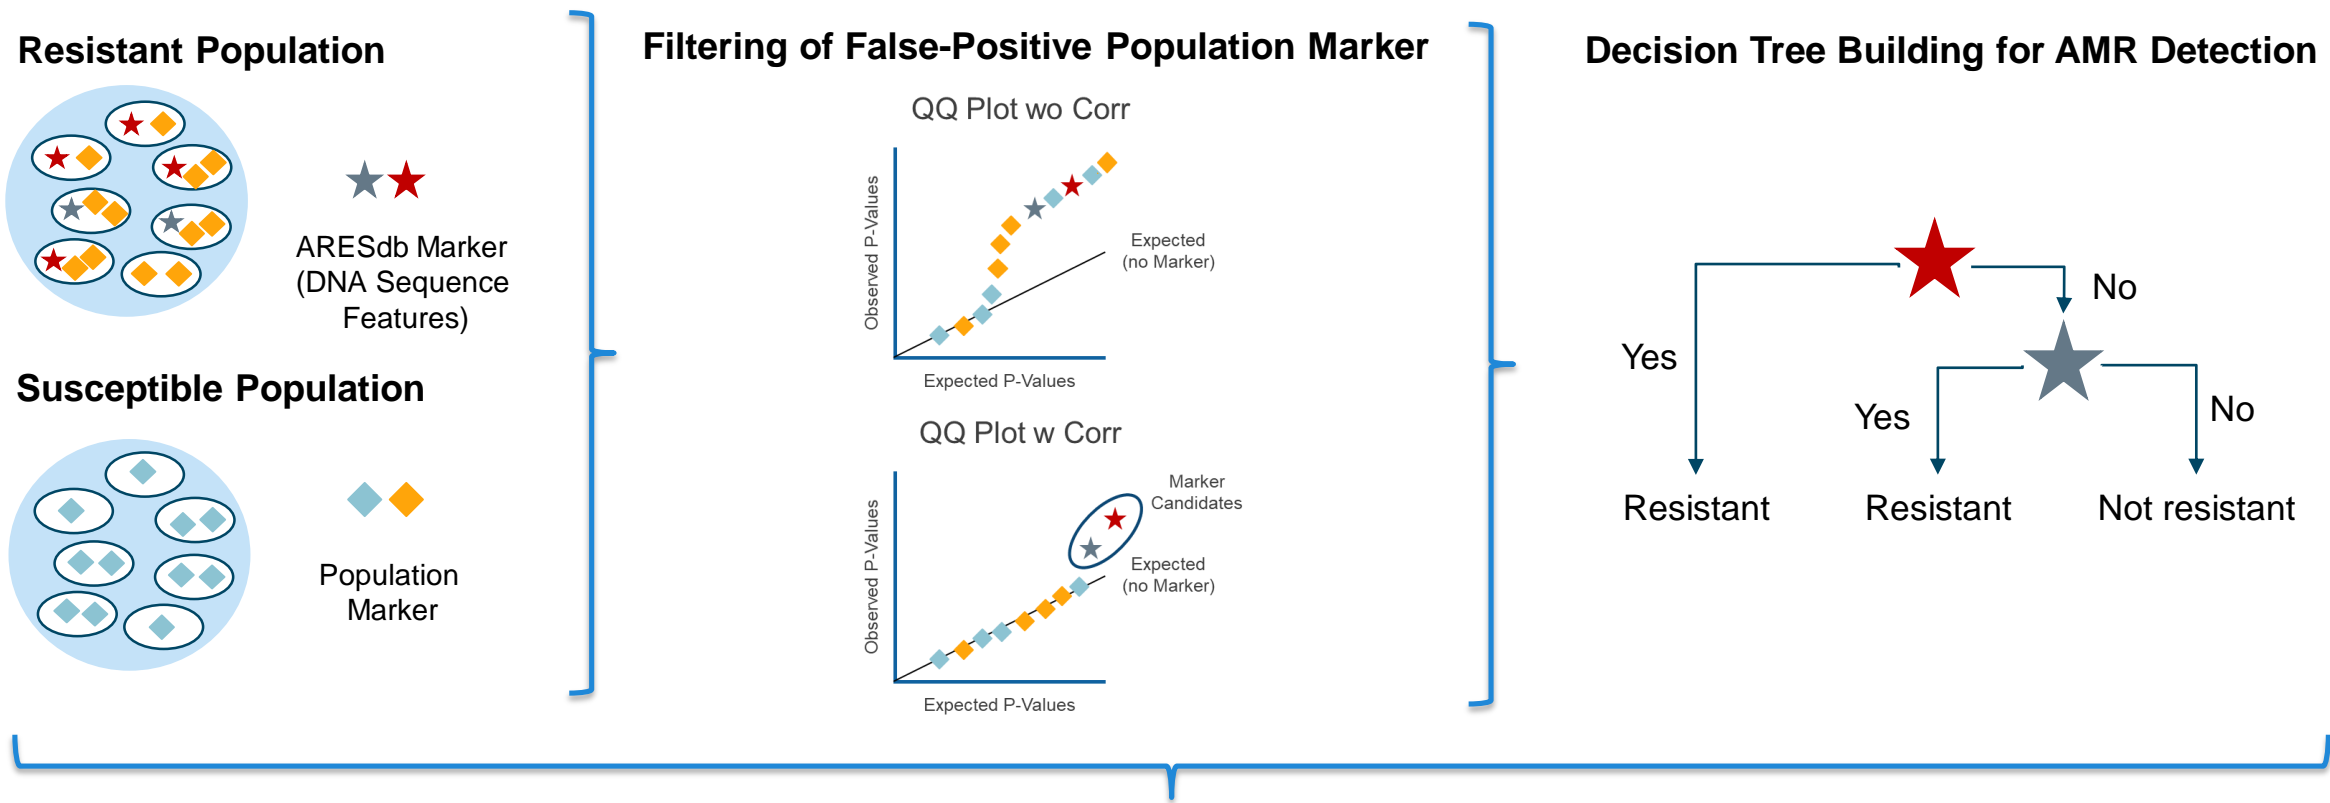 Resistant Population
ARESdb Marker
(DNA Sequence
Features)
Susceptible Population
Population
Marker
Filtering of False-Positive Population Marker
QQ Plot wo Corr
Observed P-Values
Expected
(no Marker)
Expected P-Values
QQ Plot w Corr
Observed P-Values
Marker
Candidates
Expected
(no Marker)
Expected P-Values
Decision Tree Building for AMR Detection
No
Yes
Yes
No
Resistant
Resistant
Not resistant